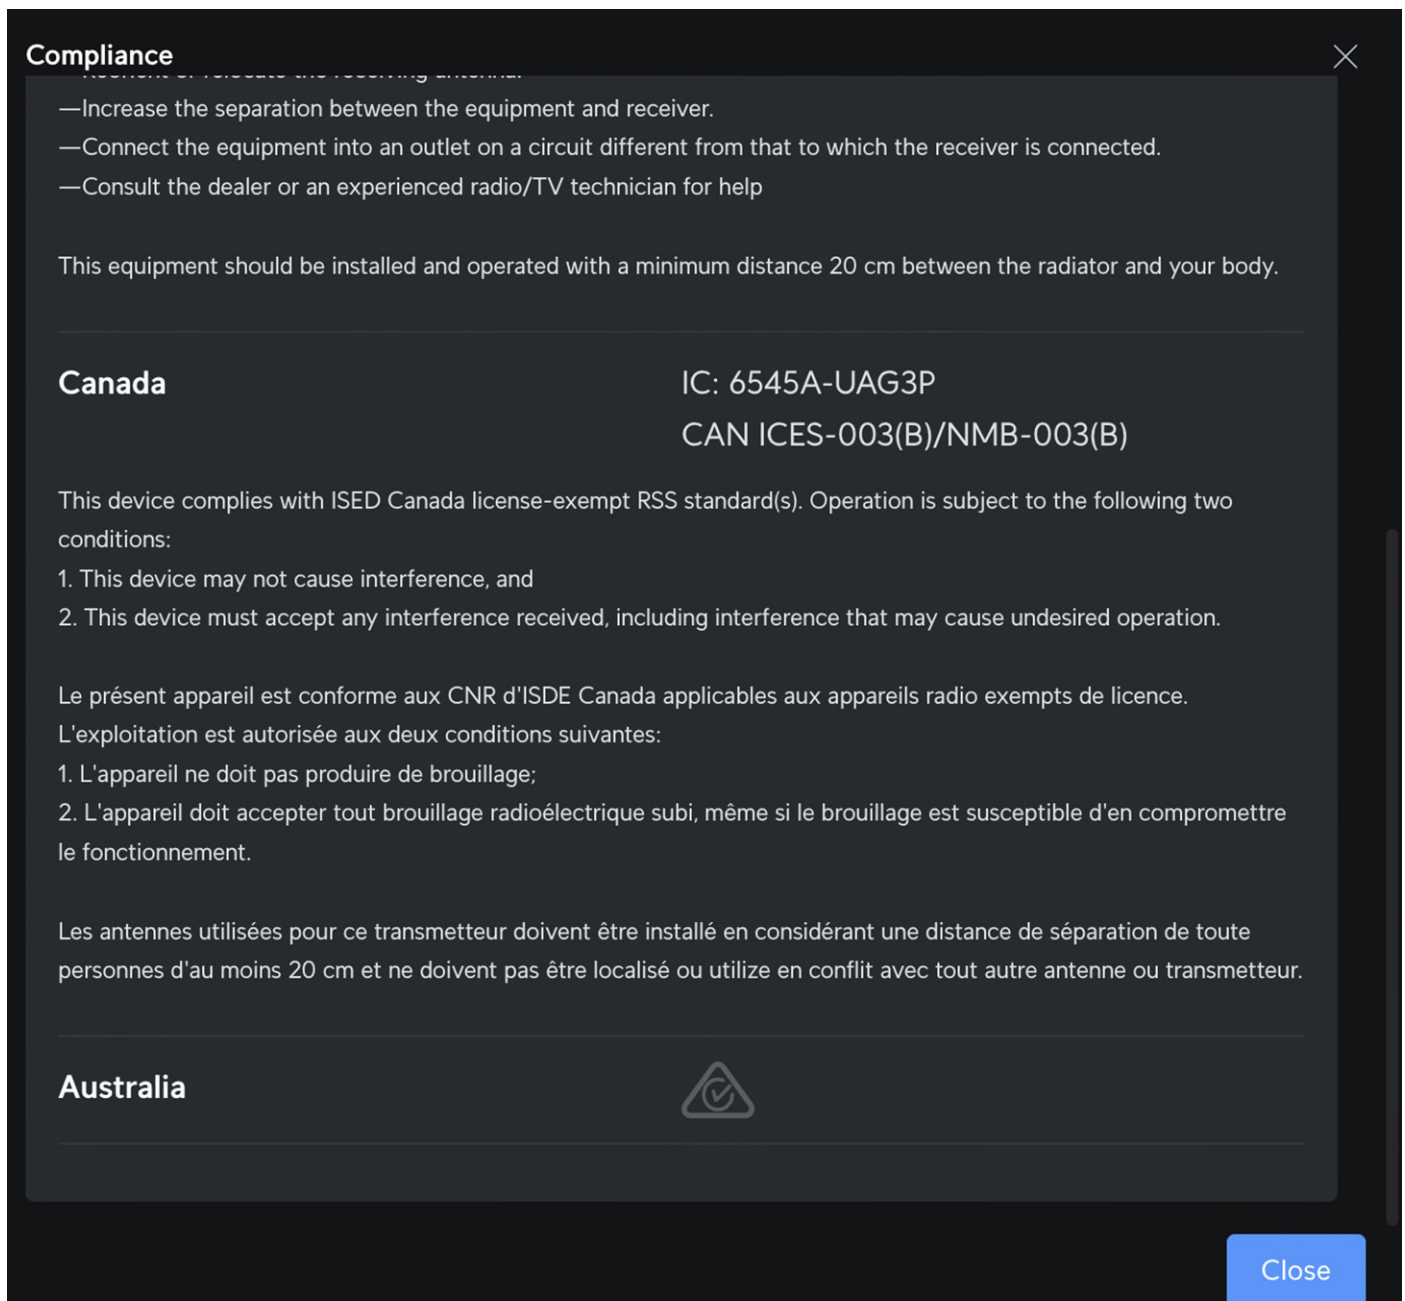 Compliance
—Reorient or relocate the receiving antenna.
—Increase the separation between the equipment and receiver.
—Connect the equipment into an outlet on a circuit different from that to which the receiver is connected.
—Consult the dealer or an experienced radio/TV technician for help
This equipment should be installed and operated with a minimum distance 20 cm between the radiator and your body.
Canada
IC: 6545A-UAG3P
CAN ICES-003(B)/NMB-003(B)
This device complies with ISED Canada license-exempt RSS standard(s). Operation is subject to the following two
conditions:
1. This device may not cause interference, and
2. This device must accept any interference received, including interference that may cause undesired operation.
Le présent appareil est conforme aux CNR d'ISDE Canada applicables aux appareils radio exempts de licence.
L'exploitation est autorisée aux deux conditions suivantes:
1. L'appareil ne doit pas produire de brouillage;
2. L'appareil doit accepter tout brouillage radioélectrique subi, même si le brouillage est susceptible d'en compromettre
le fonctionnement.
Les antennes utilisées pour ce transmetteur doivent être installé en considérant une distance de séparation de toute
personnes d'au moins 20 cm et ne doivent pas être localisé ou utilize en conflit avec tout autre antenne ou transmetteur.
Australia
Close